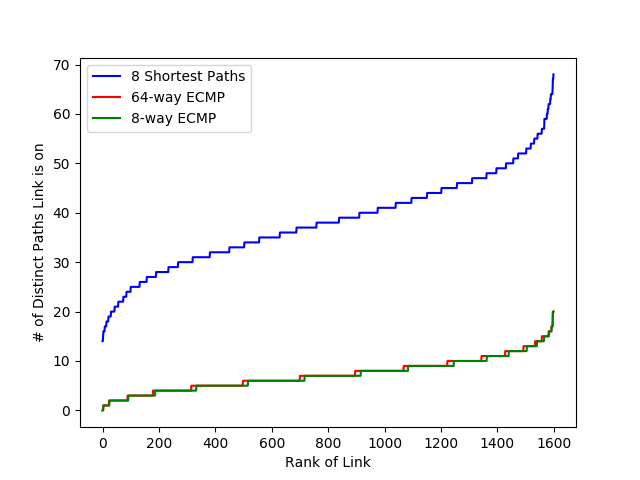 70
60
50
40
30
20
10
0
# of Distinct Paths Link is on
8 Shortest Paths
64-way ECMP
8-way ECMP
0 200 400 600 800 1000 1200 1400 1600
Rank of Link